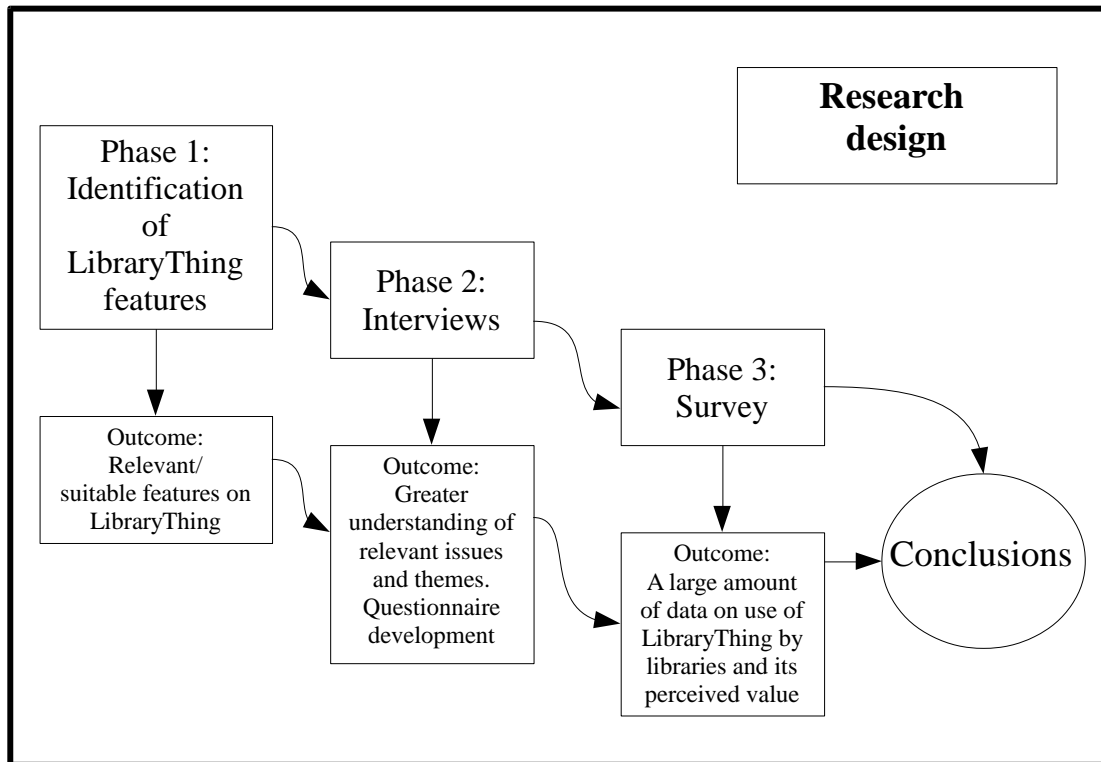 Research
design
Phase 1:
Identification
of
LibraryThing
features
Phase 2:
Interviews
Phase 3:
Survey
Outcome:
Relevant/
suitable features on
LibraryThing
Outcome:
Greater
understanding of
relevant issues
and themes.
Questionnaire
development
Outcome:
A large amount
of data on use of
LibraryThing by
libraries and its
perceived value
Conclusions